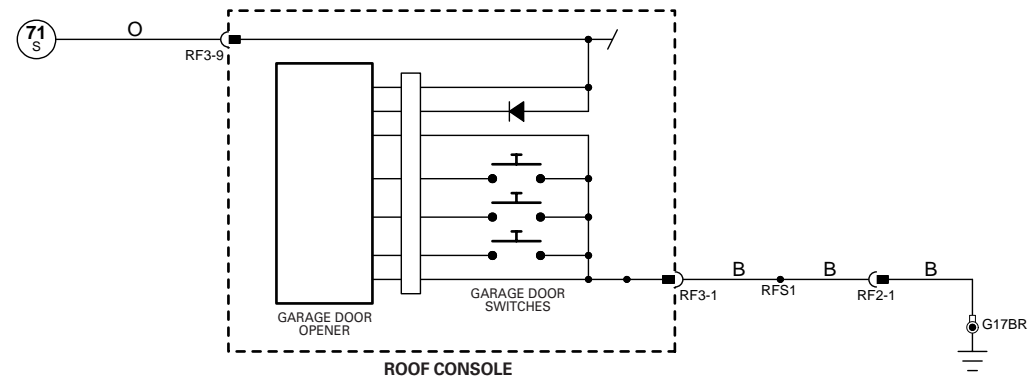 71
S
O
RF3-9
GARAGE DOOR
OPENER
GARAGE DOOR
SWITCHES
RF3-1
B
RFS1
B
RF2-1
B
G17BR
ROOF CONSOLE